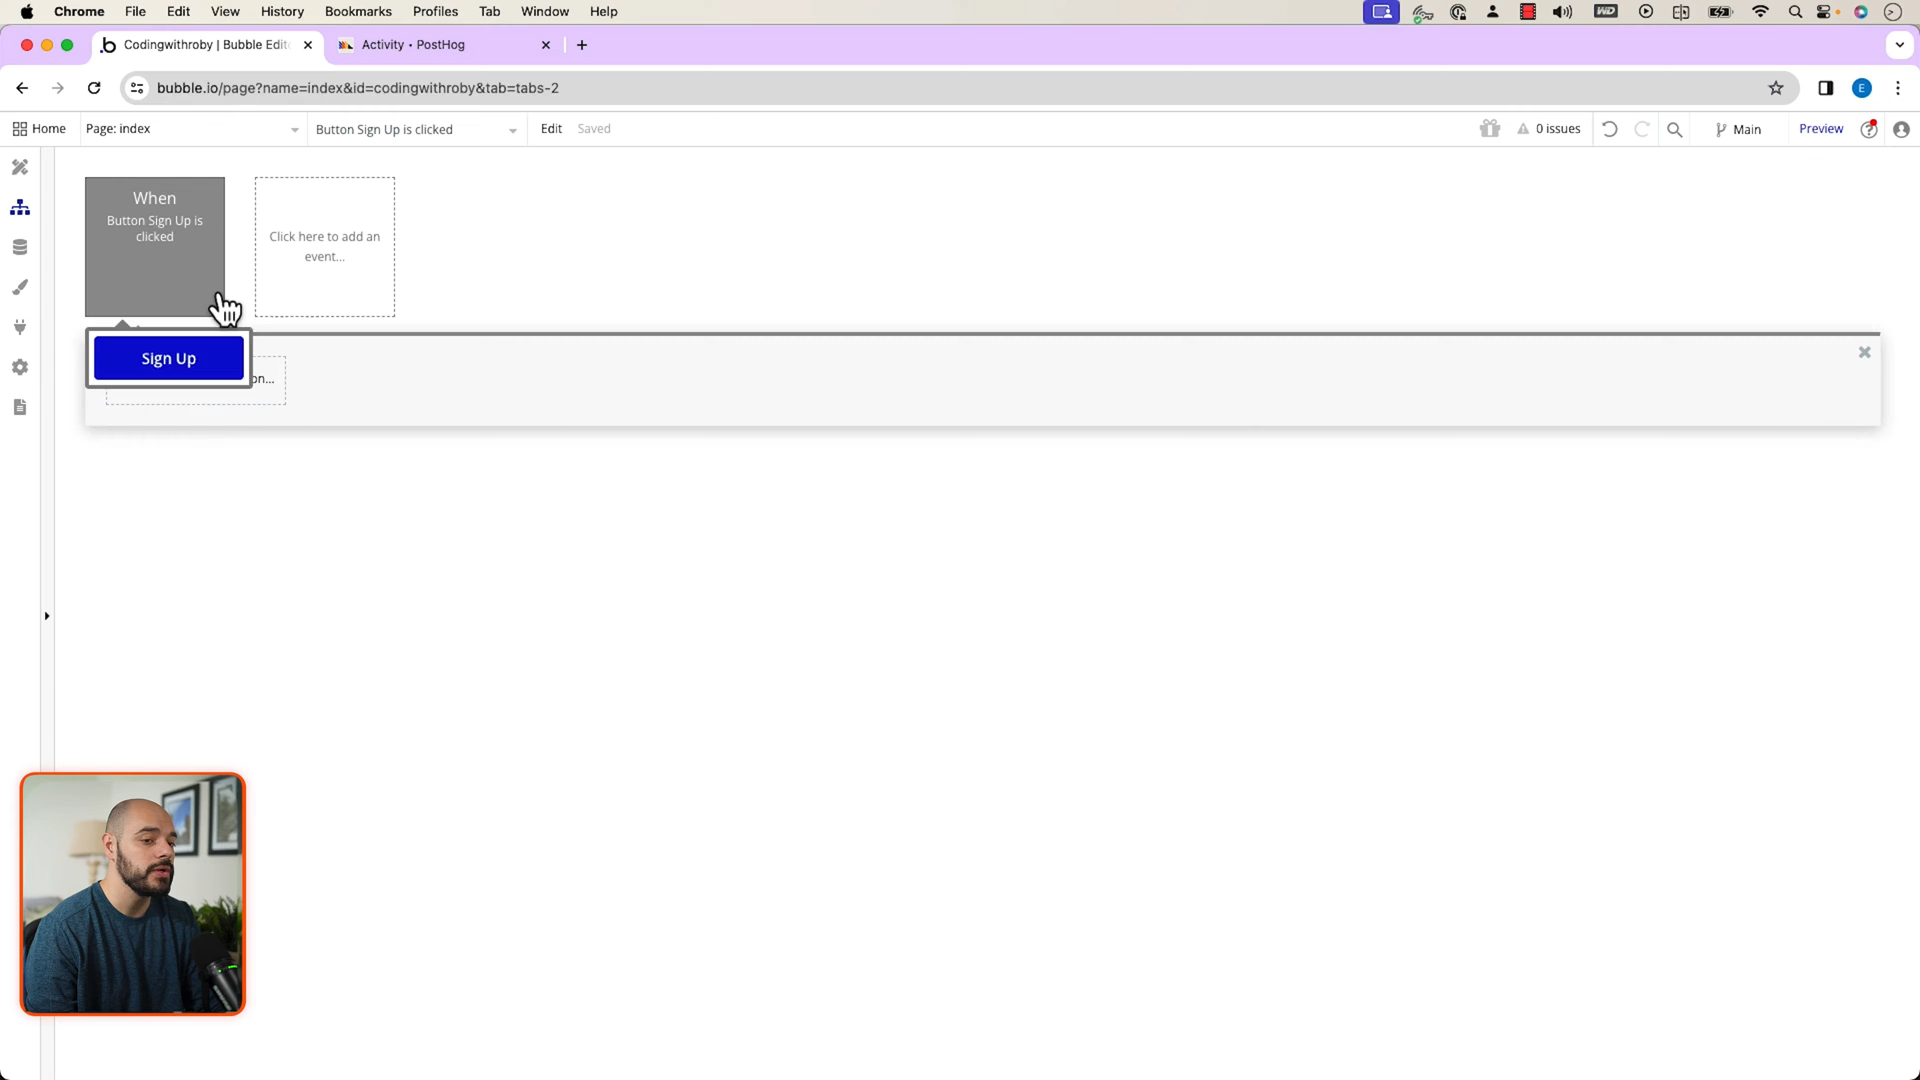 Chrome File Edit View History Bookmarks Profiles Tab Window Help
WD
Codingwithroby | Bubble Edit
Activity • PostHog
bubble.io/page?name=index&id=codingwithroby&tab=tabs-2
E
Home
Page: index
Button Sign Up is clicked
Edit
Saved
0 issues
Main
Preview
When
Button Sign Up is
clicked
Click here to add an
event...
Sign Up
on...